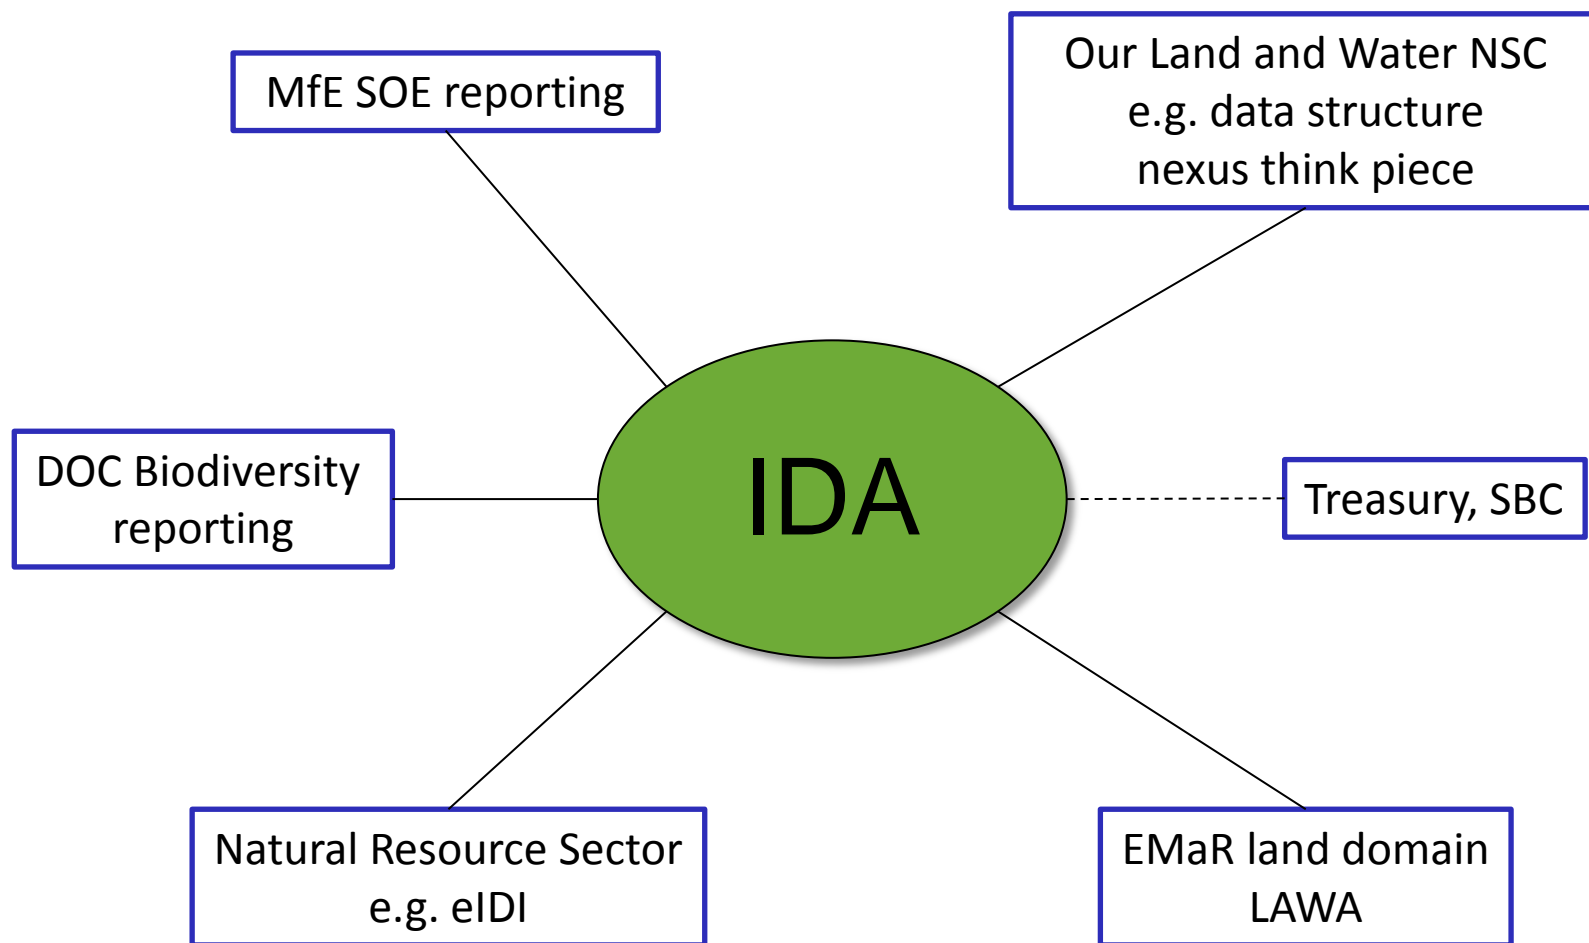 MfE SOE reporting
Our Land and Water NSC
e.g. data structure
nexus think piece
DOC Biodiversity
reporting
IDA
Treasury, SBC
Natural Resource Sector
e.g. eIDI
EMaR land domain
LAWA